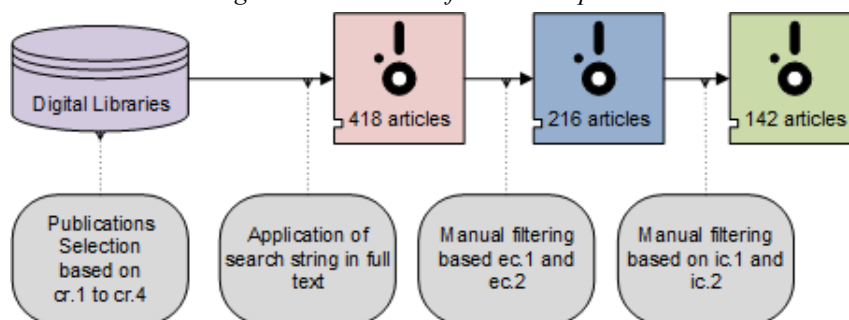 Digital Libraries
418 articles
216 articles
142 articles
Publications
Selection
based on
cr.1 to cr.4
Application of
search string in full
text
Manual filtering
based ec.1 and
ec.2
Manual filtering
based on ic.1 and
ic.2